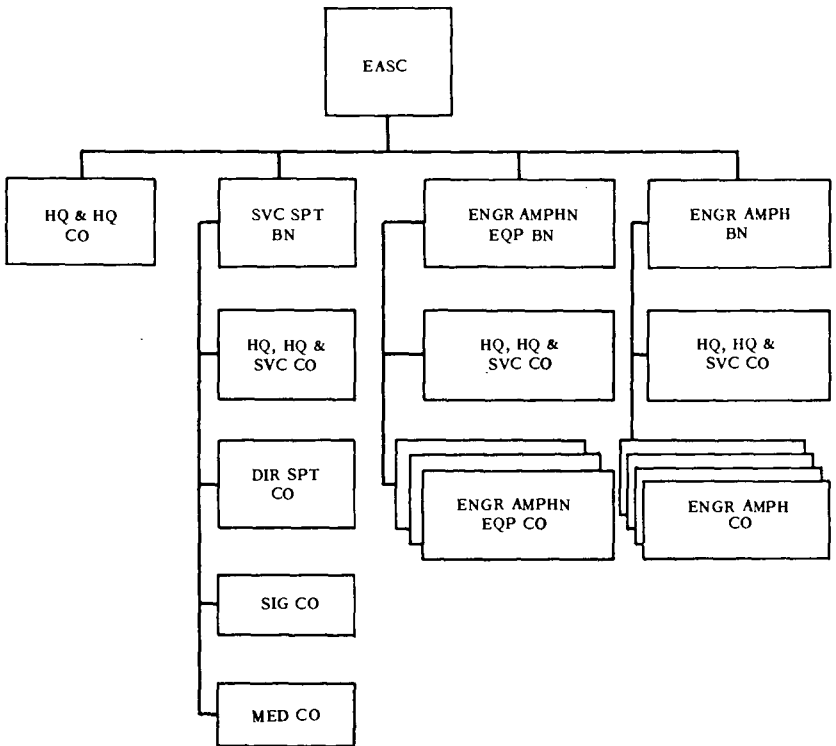 EASC
HQ & HQ
CO
SVC SPT
BN
ENGR AMPHN
EQP BN
ENGR AMPH
BN
HQ, HQ &
SVC CO
HQ, HQ &
SVC CO
HQ, HQ &
SVC CO
DIR SPT
CO
ENGR AMPHN
EQP CO
ENGR AMPH
CO
SIG CO
MED CO